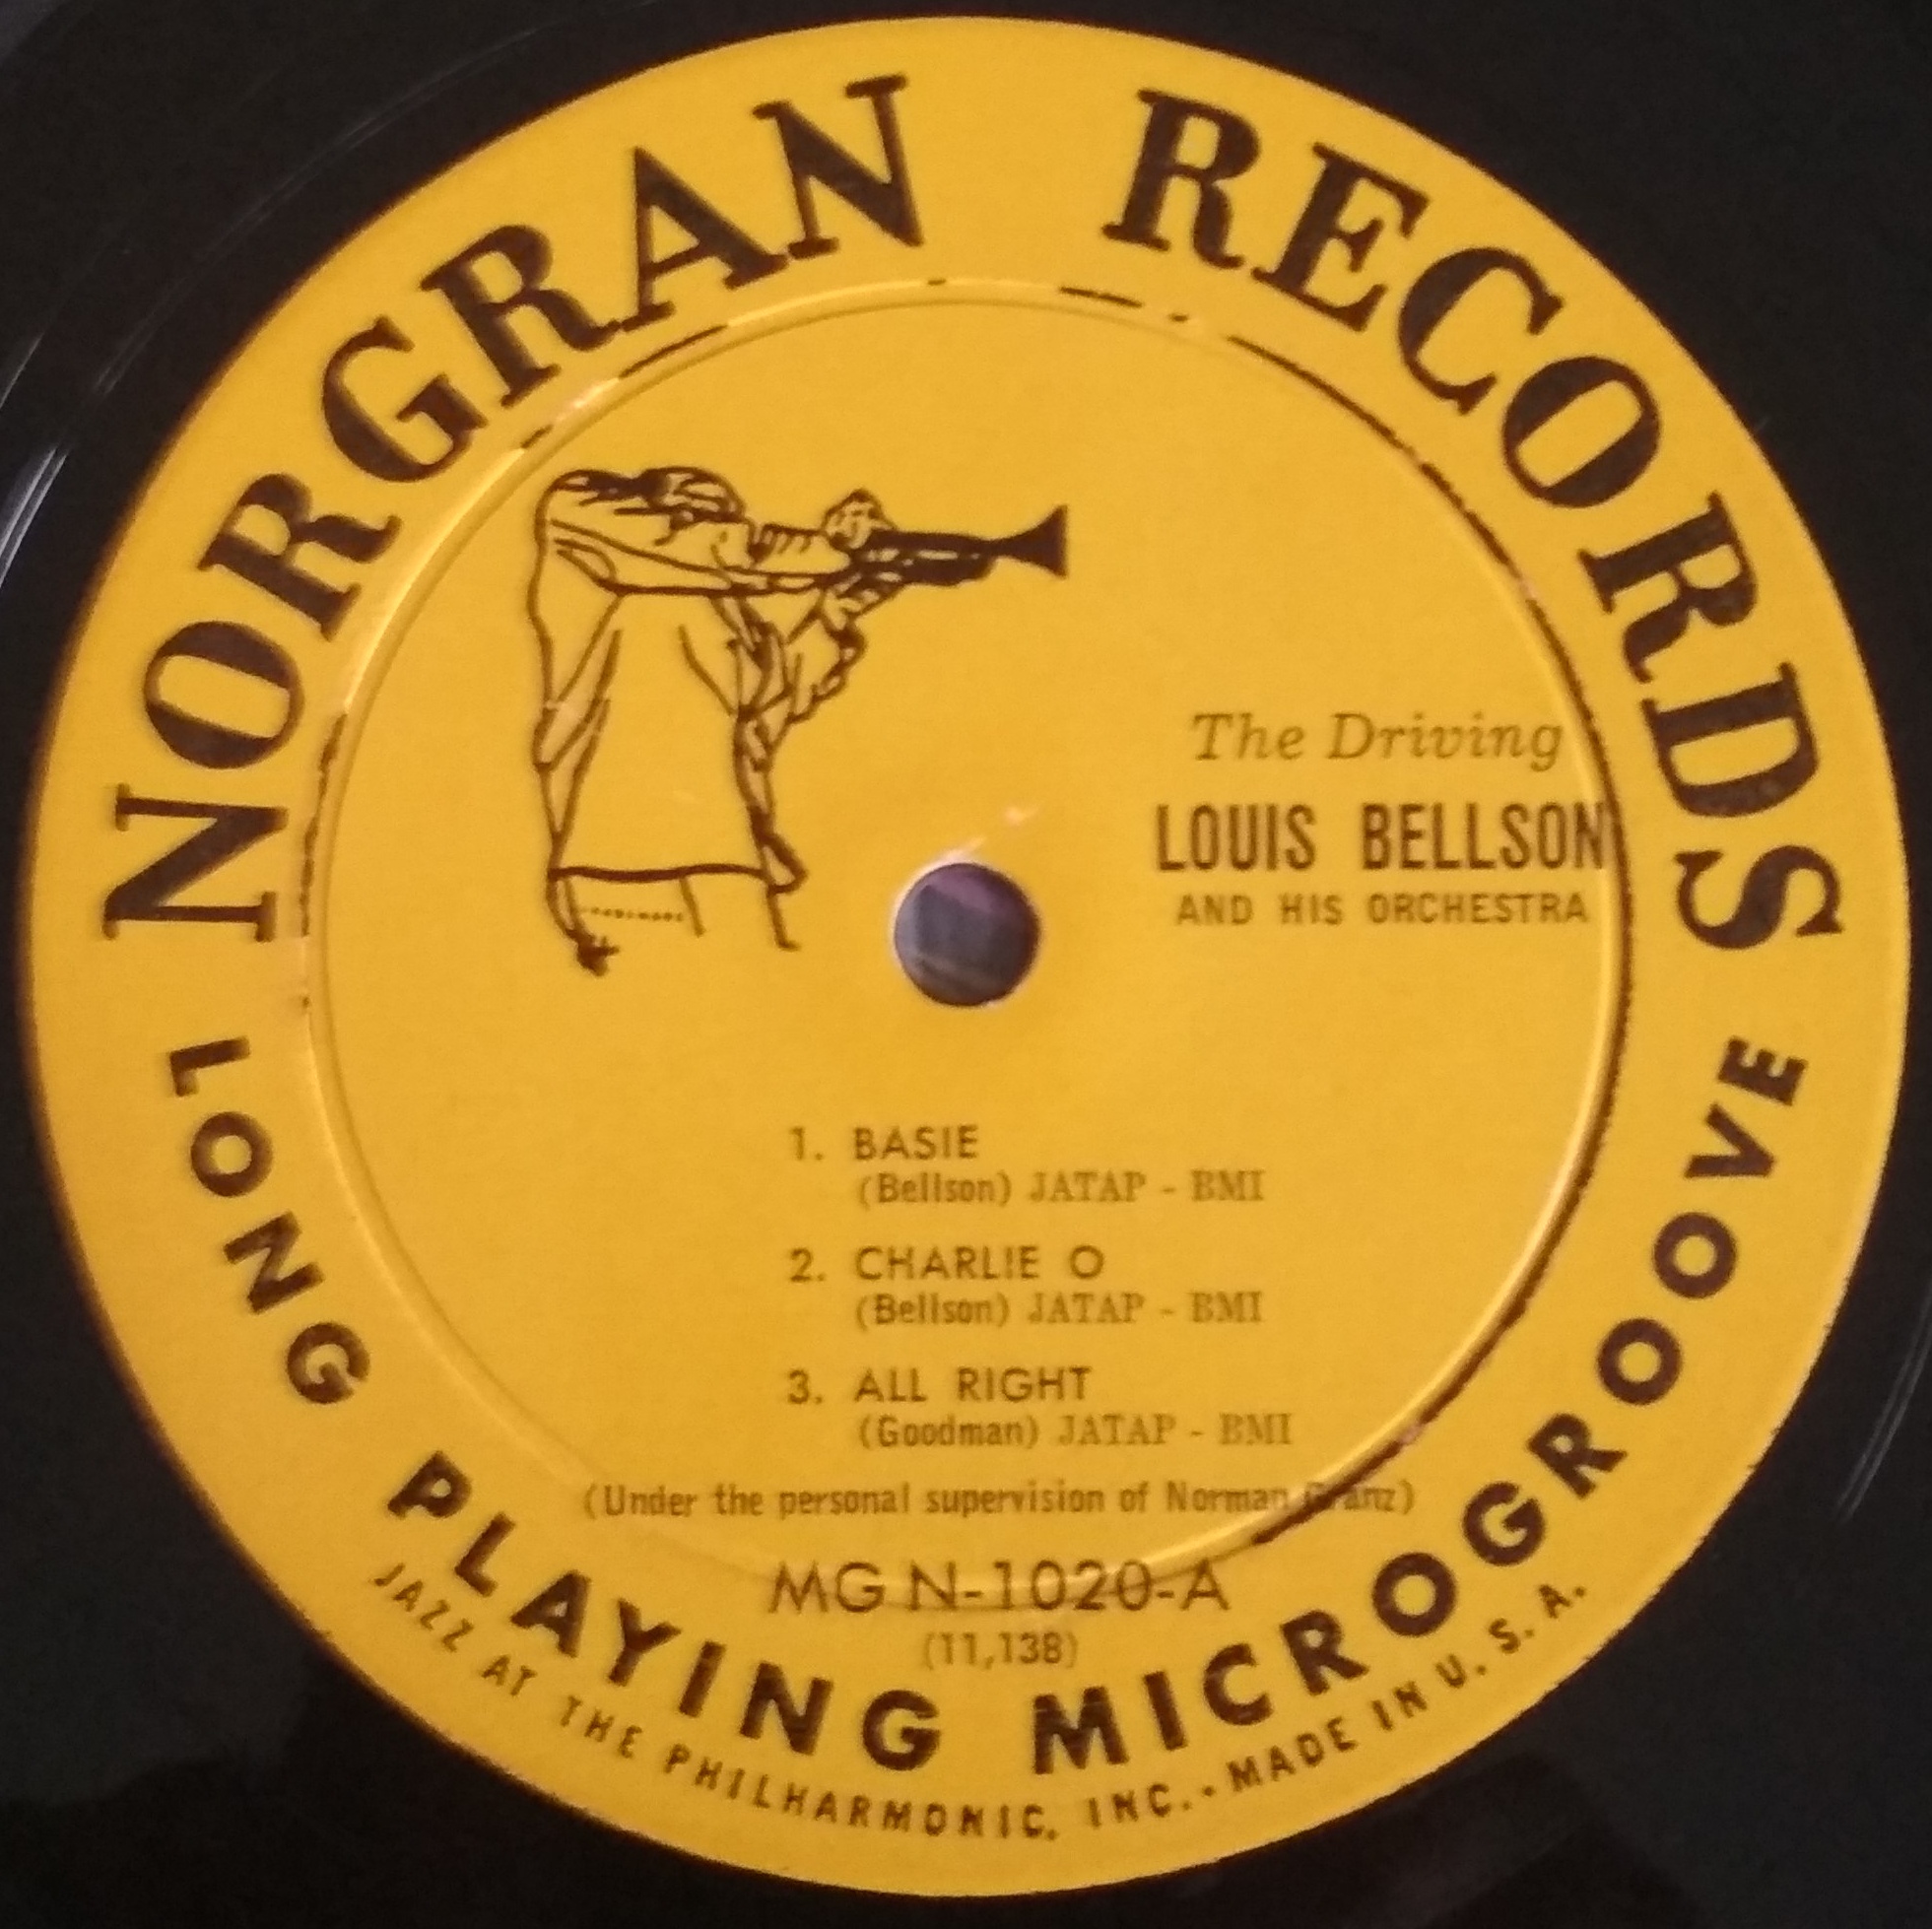 NORGRAN RECORDS
The Driving
LOUIS BELLSON
AND HIS ORCHESTRA
1. BASIE
(Bellson) JATAP - BMI
2. CHARLIE O
(Bellson) JATAP - BMI
3. ALL RIGHT
(Goodman) JATAP - BMI
(Under the personal supervision of Norman Granz)
MG N-1020-A
(11,138)
LONG PLAYING MICROGROOVE
JAZZ AT THE PHILHARMONIC, INC. • MADE IN U. S. A.